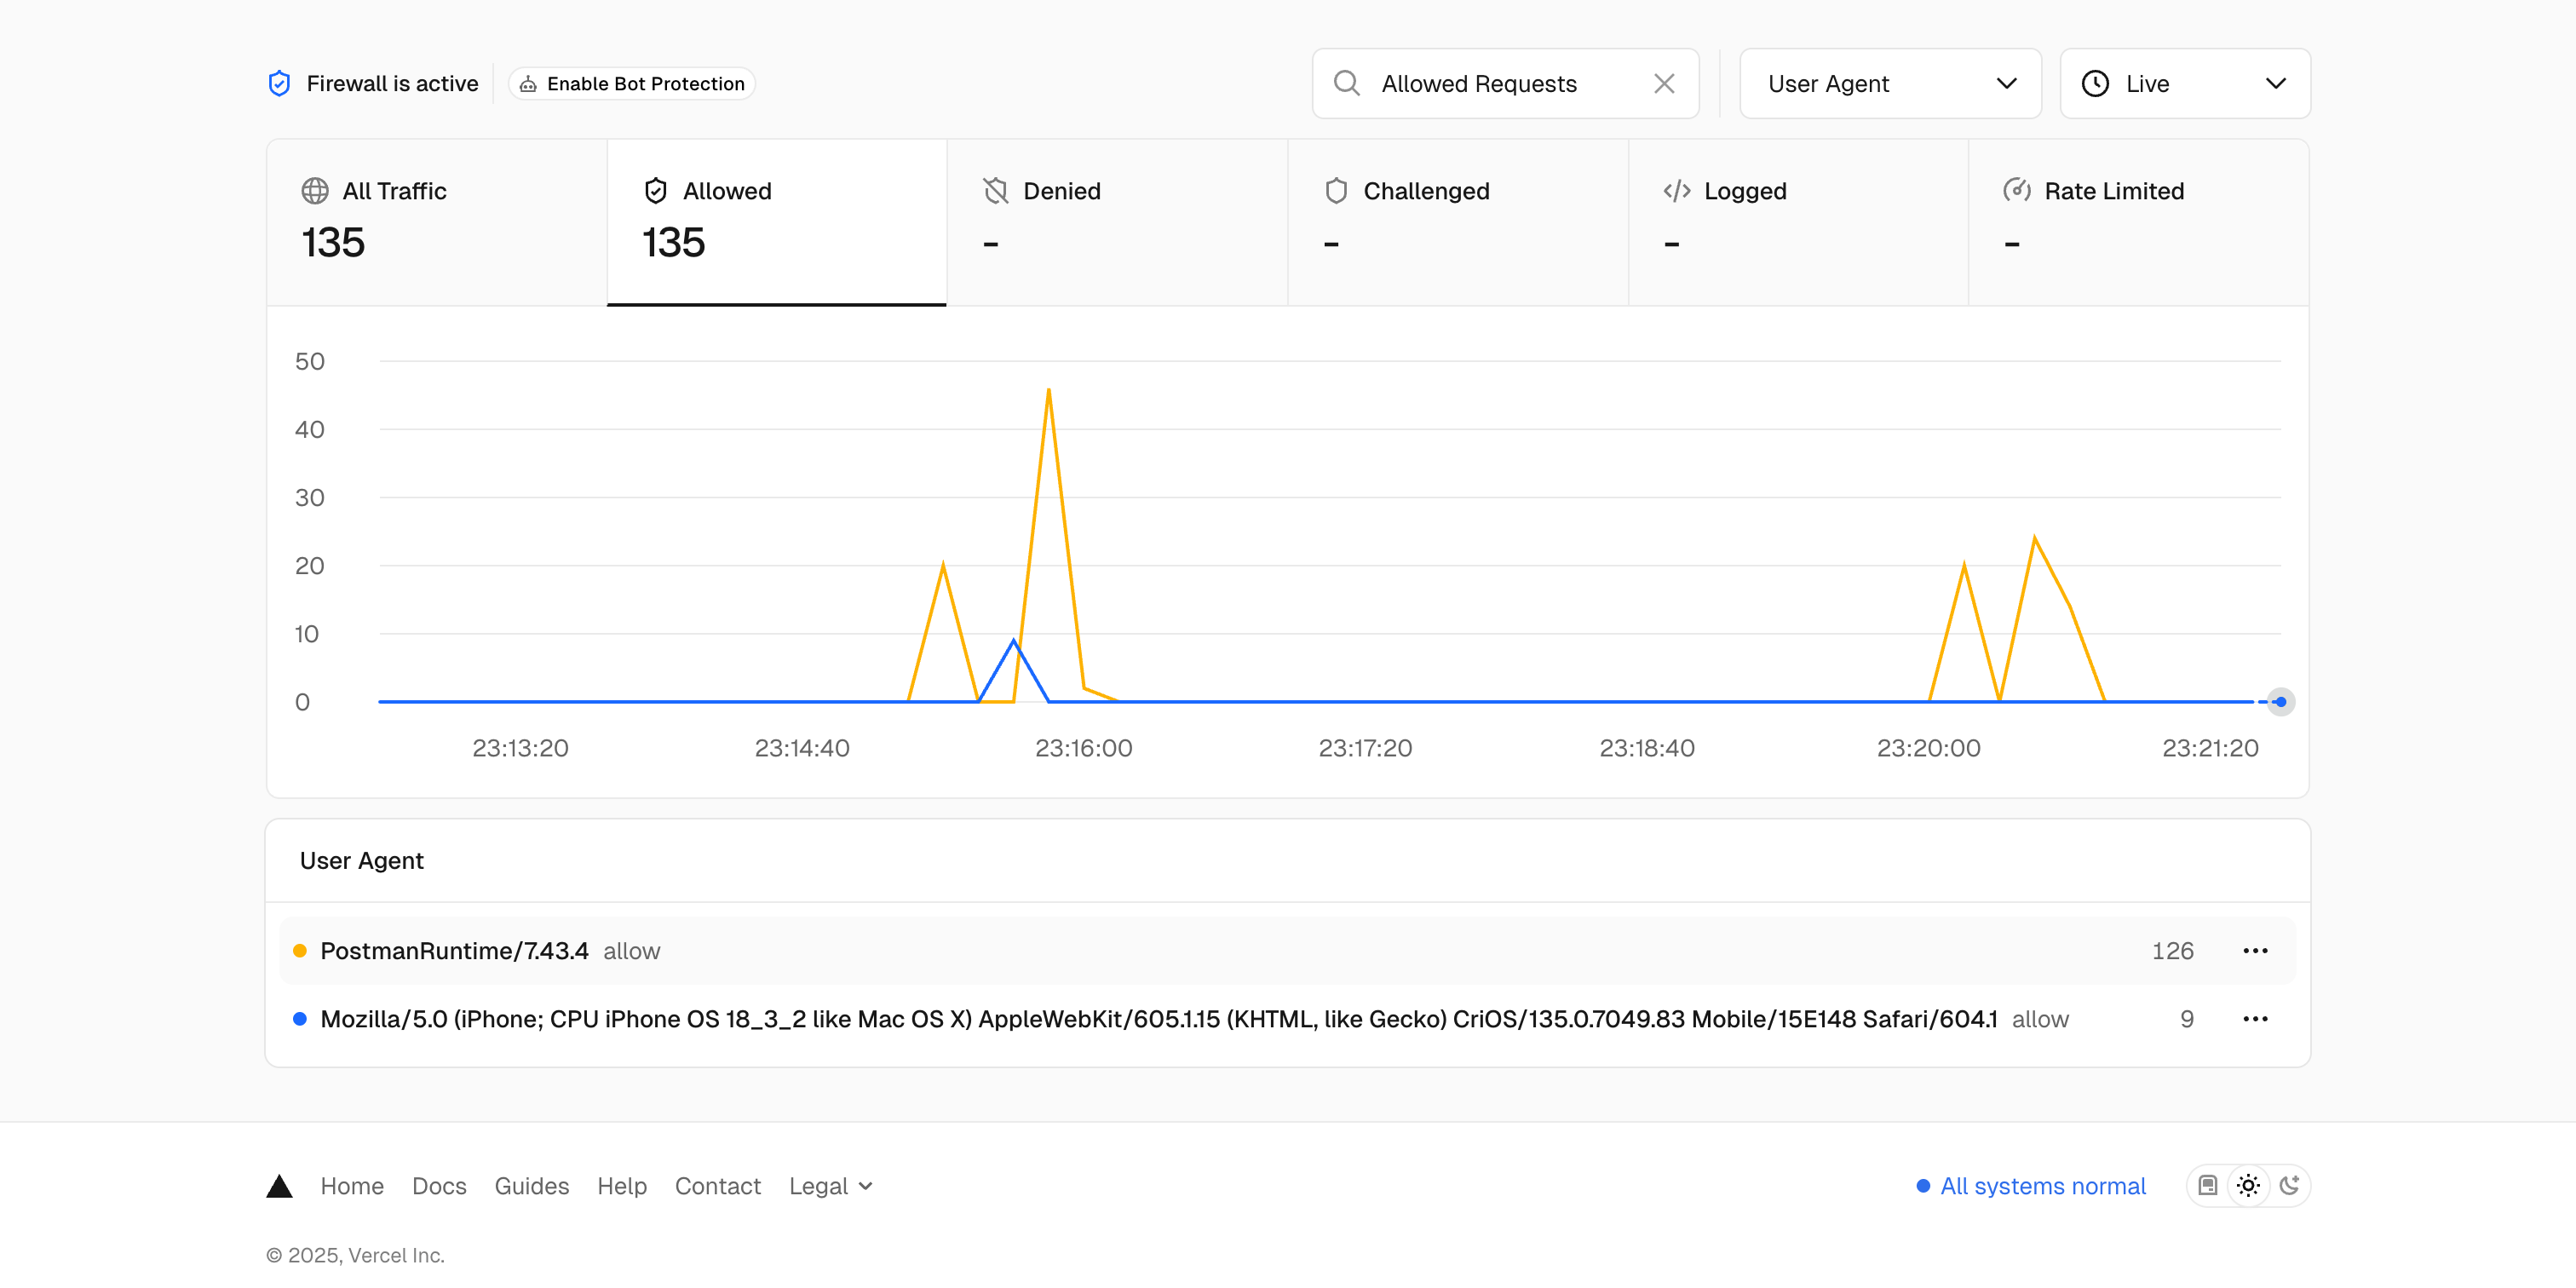 Firewall is active
Enable Bot Protection
Allowed Requests
User Agent
Live
All Traffic
135
Allowed
135
Denied
-
Challenged
-
Logged
-
Rate Limited
-
50
40
30
20
10
0
23:13:20
23:14:40
23:16:00
23:17:20
23:18:40
23:20:00
23:21:20
User Agent
PostmanRuntime/7.43.4 allow 126
Mozilla/5.0 (iPhone; CPU iPhone OS 18_3_2 like Mac OS X) AppleWebKit/605.1.15 (KHTML, like Gecko) CriOS/135.0.7049.83 Mobile/15E148 Safari/604.1 allow 9
Home Docs Guides Help Contact Legal
All systems normal
© 2025, Vercel Inc.